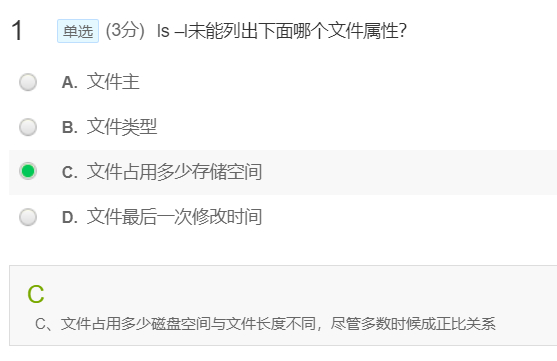 1 单选 (3分) ls –l未能列出下面哪个文件属性?
A. 文件主
B. 文件类型
C. 文件占用多少存储空间
D. 文件最后一次修改时间
C
C、文件占用多少磁盘空间与文件长度不同，尽管多数时候成正比关系